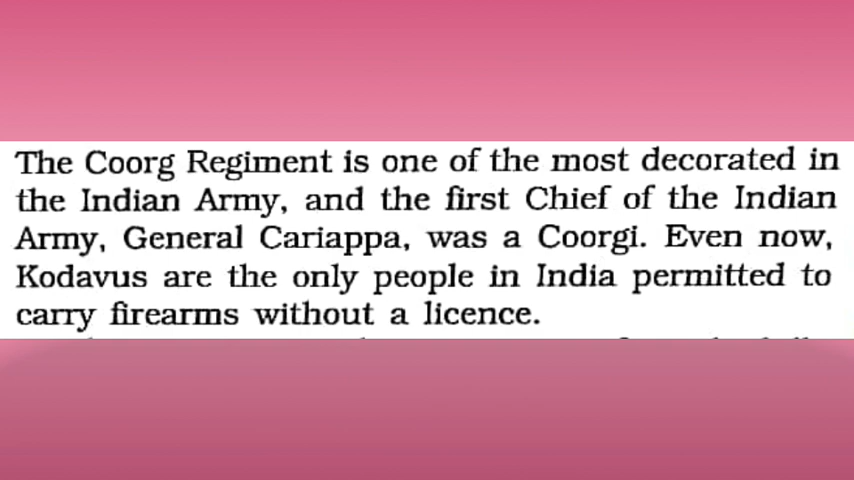 The Coorg Regiment is one of the most decorated in
the Indian Army, and the first Chief of the Indian
Army, General Cariappa, was a Coorgi. Even now,
Kodavus are the only people in India permitted to
carry firearms without a licence.